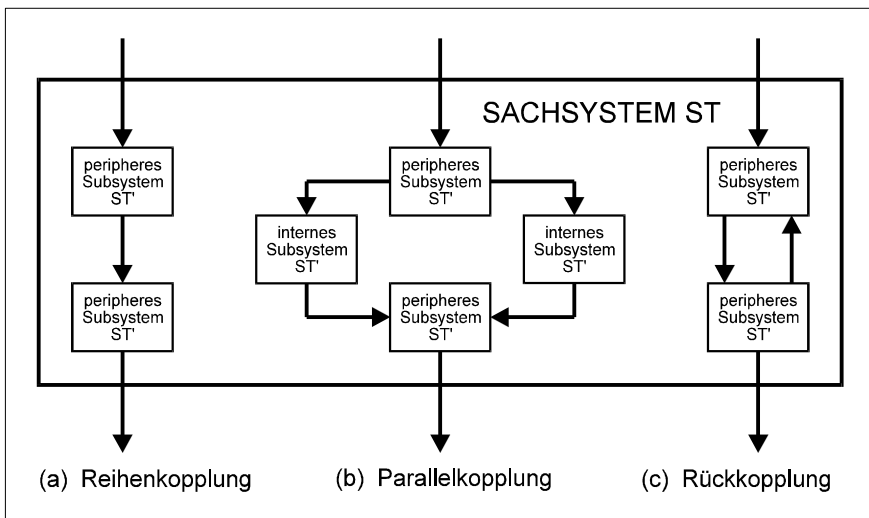 SACHSYSTEM ST
peripheres
Subsystem
ST'
peripheres
Subsystem
ST'
peripheres
Subsystem
ST'
internes
Subsystem
ST'
internes
Subsystem
ST'
peripheres
Subsystem
ST'
peripheres
Subsystem
ST'
peripheres
Subsystem
ST'
(a) Reihenkopplung
(b) Parallelkopplung
(c) Rückkopplung